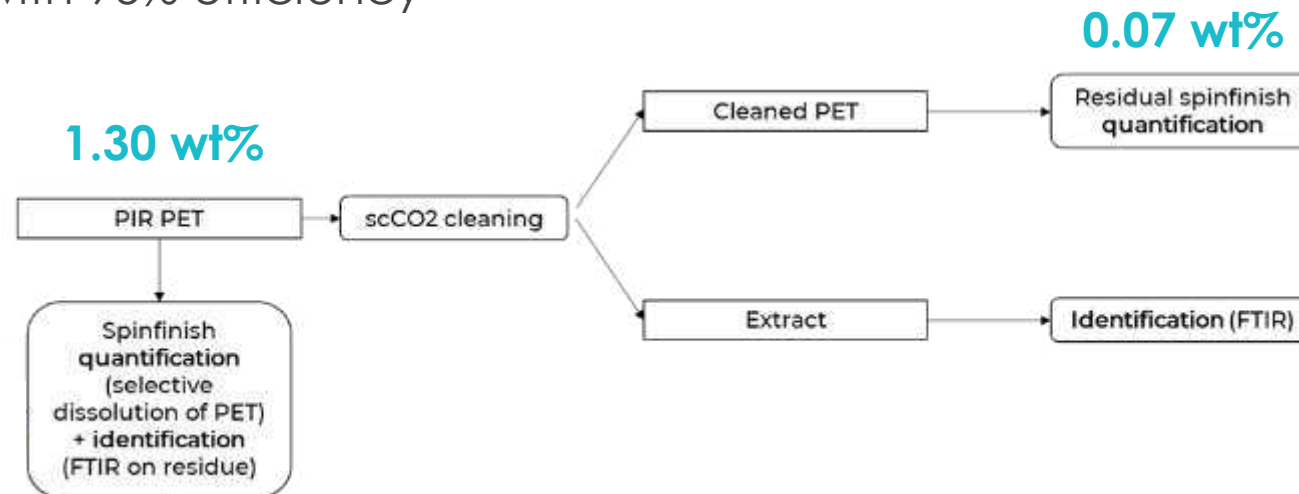 efficiency
0.07 wt%
1.30 wt%
Cleaned PET
Residual spinfinish
quantification
PIR PET
scCO2 cleaning
Extract
Identification (FTIR)
Spinfinish
quantification
(selective
dissolution of PET)
+ identification
(FTIR on residue)